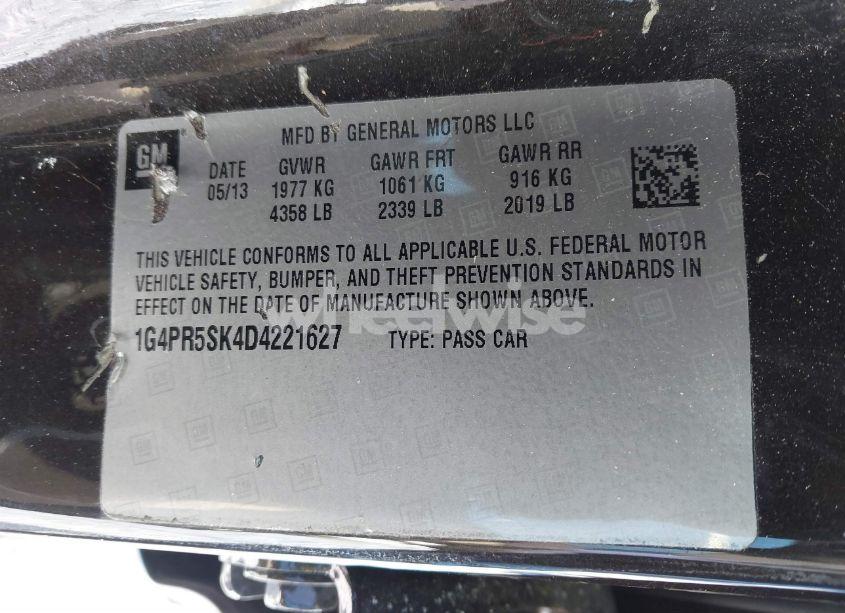 MFD BY GENERAL MOTORS LLC
GM
DATE GVWR GAWR FRT GAWR RR
05/13 1977 KG 1061 KG 916 KG
4358 LB 2339 LB 2019 LB
THIS VEHICLE CONFORMS TO ALL APPLICABLE U.S. FEDERAL MOTOR
VEHICLE SAFETY, BUMPER, AND THEFT PREVENTION STANDARDS IN
EFFECT ON THE DATE OF MANUFACTURE SHOWN ABOVE.
wheelwise
1G4PR5SK4D4221627 TYPE: PASS CAR